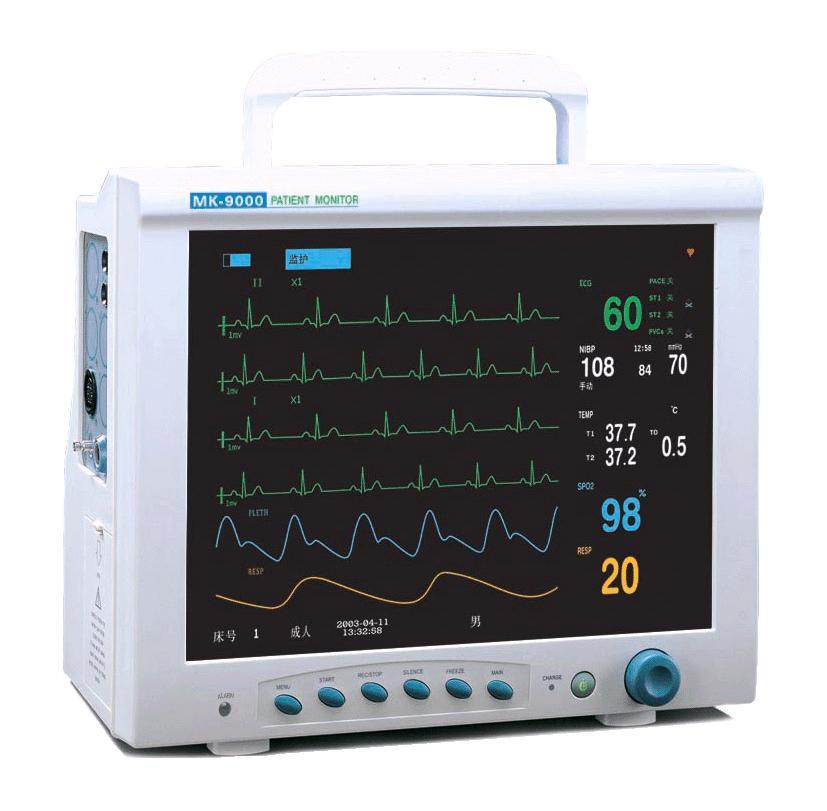 MK-9000 PATIENT MONITOR
监护
II X1
1mv
1mv
I X1
1mv
1mv
PLETH
RESP
床号 1 成人 2003-04-11 13:32:58 男
ECG 60
PACE 关
ST1 关
ST2 关
PVCs 关
NIBP 12:58 mmHg
108 84 70
手动
TEMP °C
T1 37.7 TD 0.5
T2 37.2
SPO2 %
98
RESP
20
ALARM MENU START REC/STOP SILENCE FREEZE MAIN CHARGE